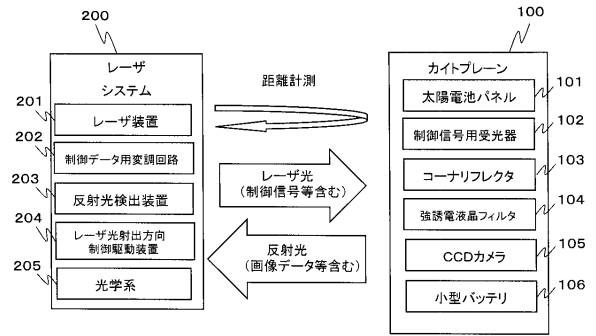 200
レーザ
システム
201
レーザ装置
202
制御データ用変調回路
203
反射光検出装置
204
レーザ光射出方向
制御駆動装置
205
光学系
距離計測
レーザ光
(制御信号等含む)
反射光
(画像データ等含む)
100
カイトプレーン
太陽電池パネル
101
制御信号用受光器
102
コーナリフレクタ
103
強誘電液晶フィルタ
104
CCDカメラ
105
小型バッテリ
106